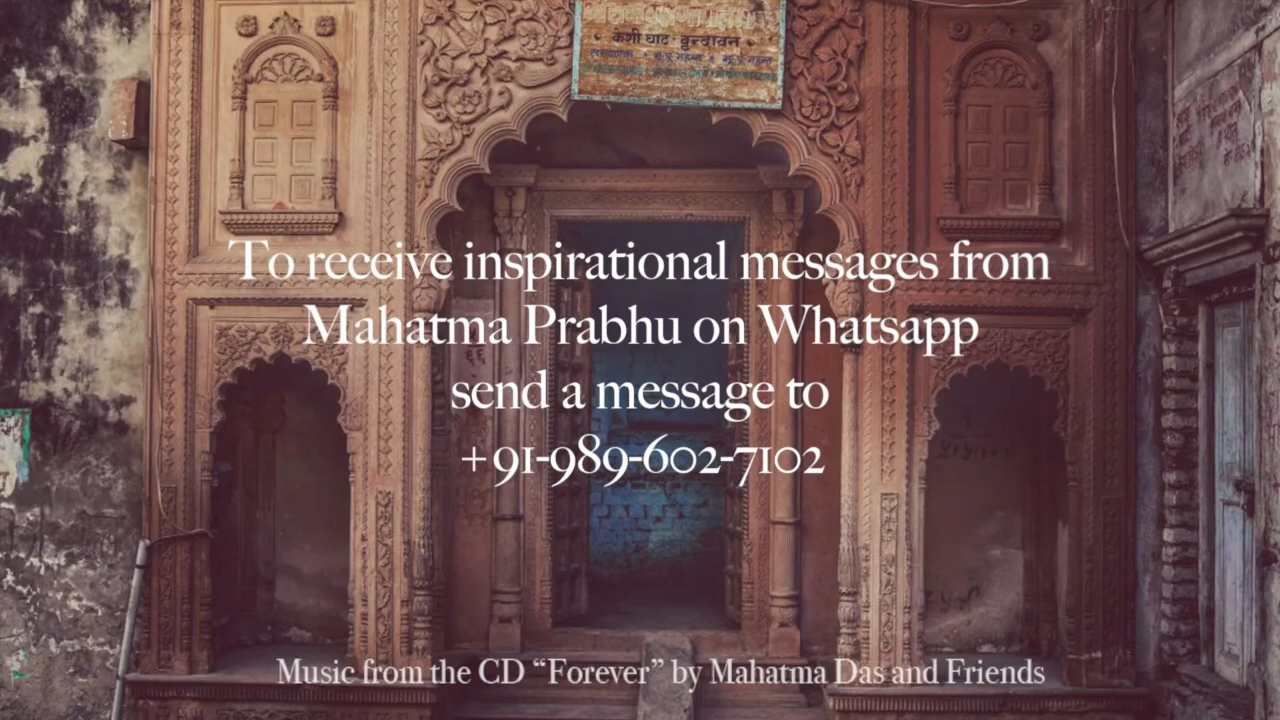 केशी घाट - वृन्दावन
To receive inspirational messages from
Mahatma Prabhu on Whatsapp
send a message to
+91-989-602-7102
Music from the CD “Forever” by Mahatma Das and Friends